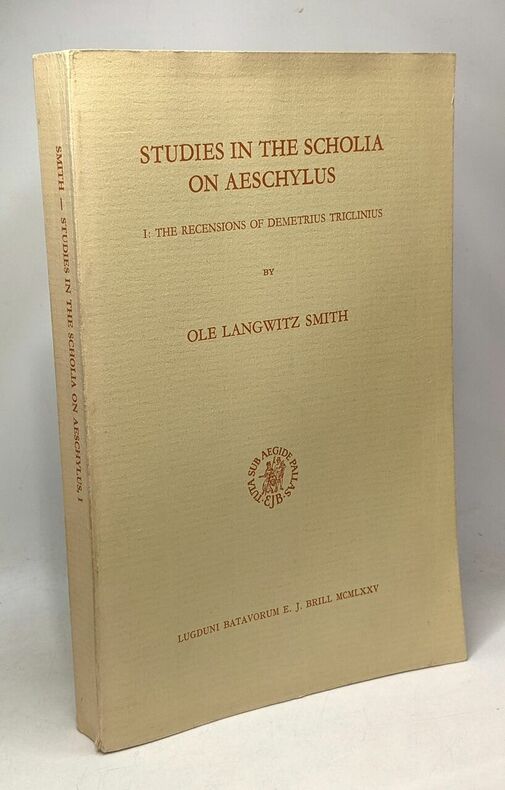 STUDIES IN THE SCHOLIA
ON AESCHYLUS
I: THE RECENSIONS OF DEMETRIUS TRICLINIUS
BY
OLE LANGWITZ SMITH
TUTA SUB AEGIDE PALLAS
EJB
LUGDUNI BATAVORUM E. J. BRILL MCMLXXV
SMITH — STUDIES IN THE SCHOLIA ON AESCHYLUS, I